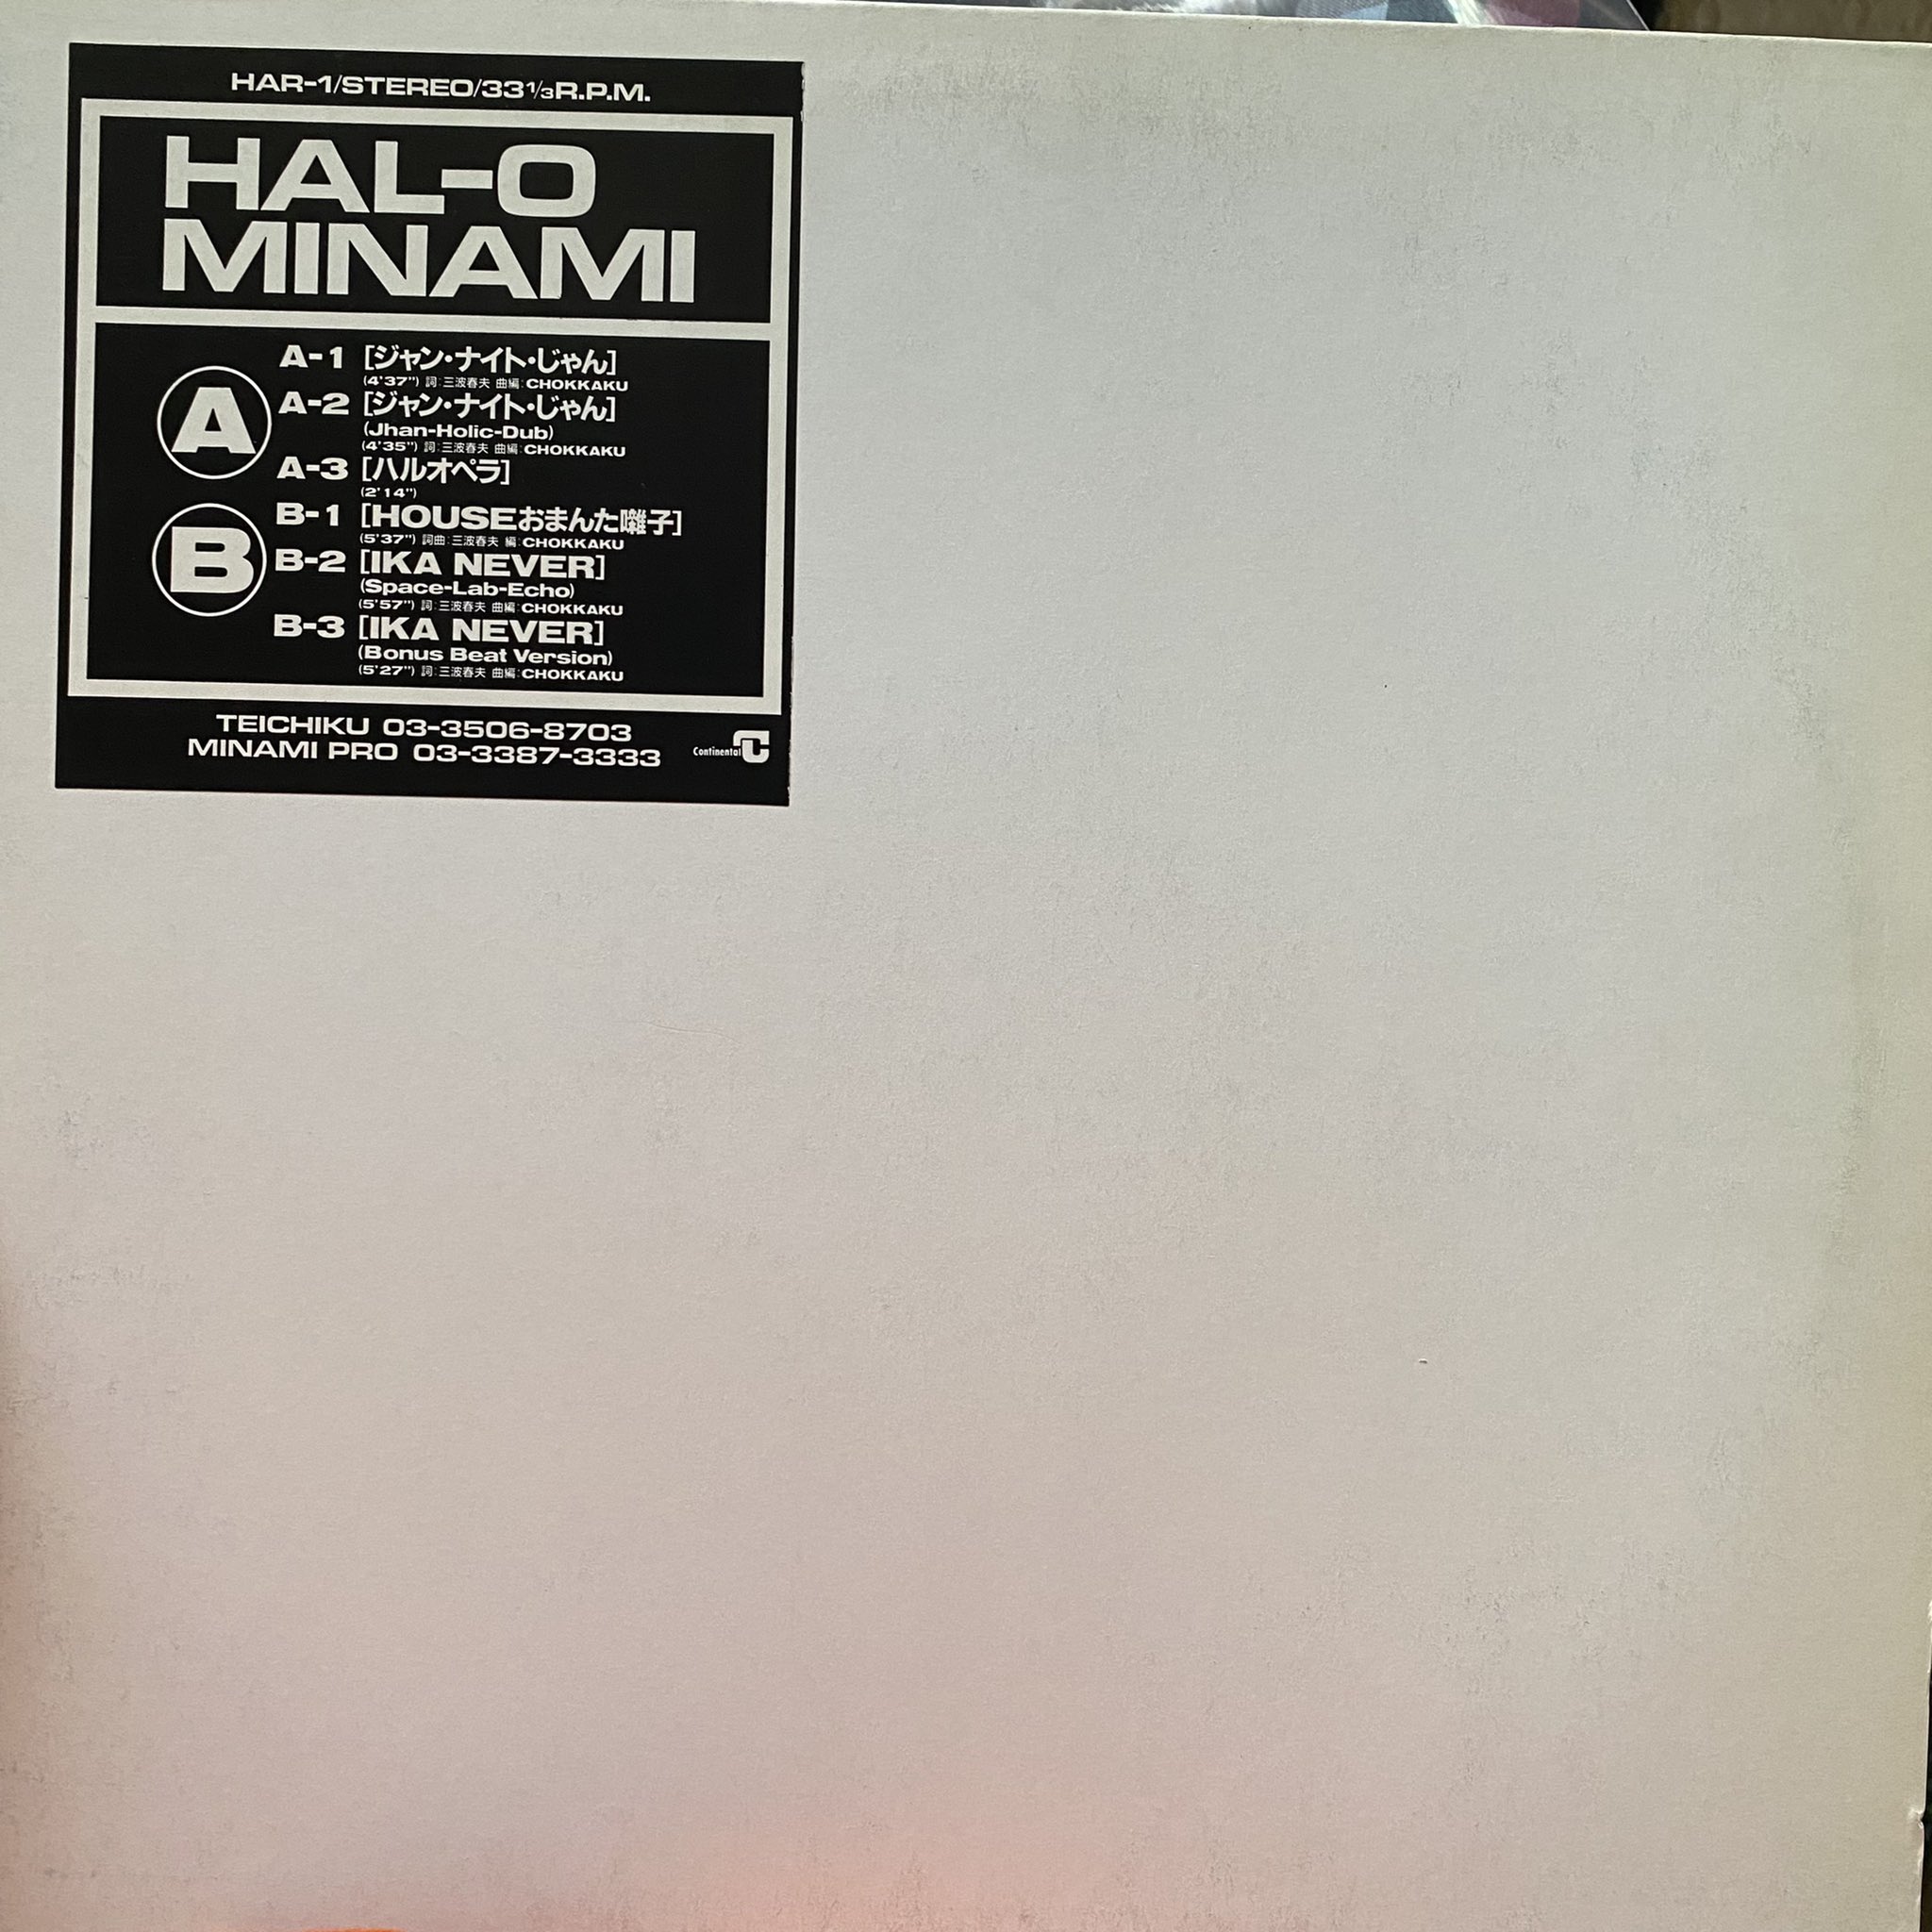 HAR-1/STEREO/33⅓R.P.M.
HAL-O
MINAMI
A
A-1 [ジャン・ナイト・じゃん]
(4'37") 詞:三波春夫 曲編:CHOKKAKU
A-2 [ジャン・ナイト・じゃん]
(Jhan-Holic-Dub)
(4'35") 詞:三波春夫 曲編:CHOKKAKU
A-3 [ハルオペラ]
(2'14")
B
B-1 [HOUSEおまんた囃子]
(5'37") 詞曲:三波春夫 編:CHOKKAKU
B-2 [IKA NEVER]
(Space-Lab-Echo)
(5'57") 詞:三波春夫 曲編:CHOKKAKU
B-3 [IKA NEVER]
(Bonus Beat Version)
(5'27") 詞:三波春夫 曲編:CHOKKAKU
TEICHIKU 03-3506-8703
MINAMI PRO 03-3387-3333
Continental